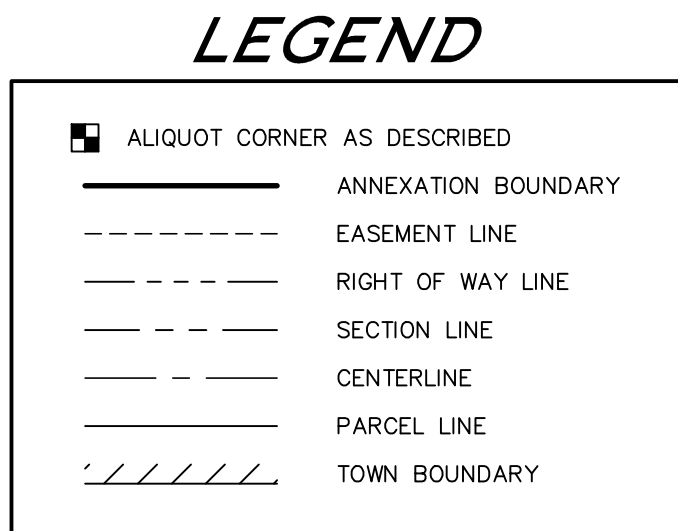 LEGEND
ALIQUOT CORNER AS DESCRIBED
ANNEXATION BOUNDARY
EASEMENT LINE
RIGHT OF WAY LINE
SECTION LINE
CENTERLINE
PARCEL LINE
TOWN BOUNDARY